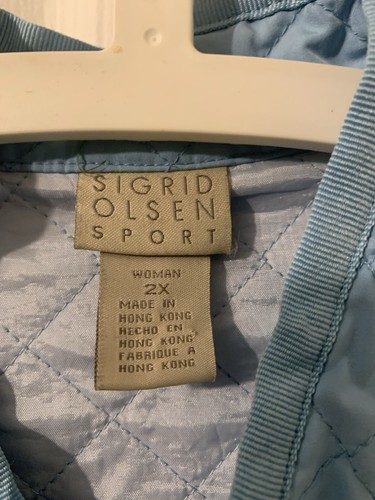 SIGRID
OLSEN
SPORT
WOMAN
2X
MADE IN
HONG KONG
HECHO EN
HONG KONG
FABRIQUE A
HONG KONG